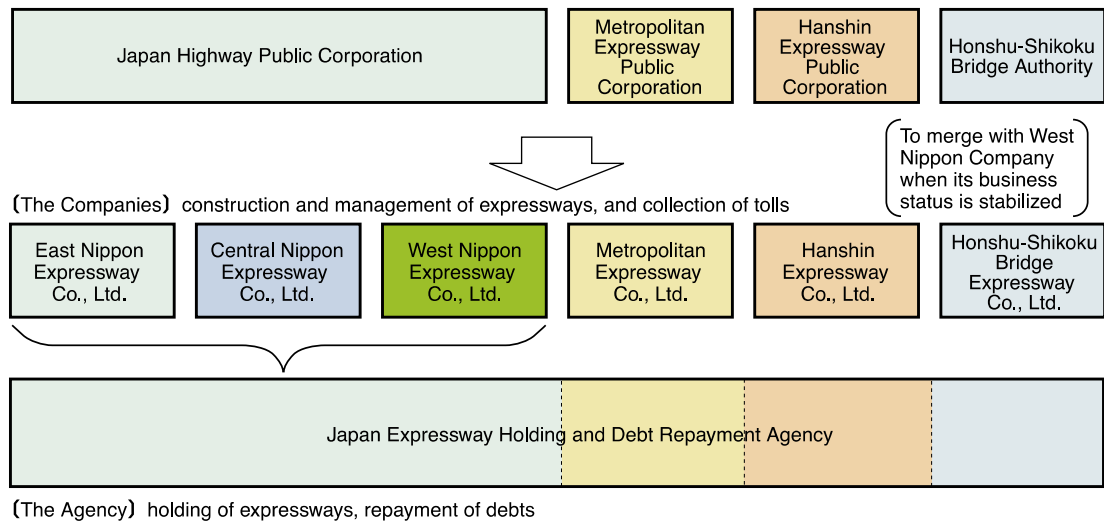 Japan Highway Public Corporation
Metropolitan
Expressway
Public
Corporation
Hanshin
Expressway
Public
Corporation
Honshu-Shikoku
Bridge Authority
To merge with West
Nippon Company
when its business
status is stabilized
〔The Companies〕 construction and management of expressways, and collection of tolls
East Nippon
Expressway
Co., Ltd.
Central Nippon
Expressway
Co., Ltd.
West Nippon
Expressway
Co., Ltd.
Metropolitan
Expressway
Co., Ltd.
Hanshin
Expressway
Co., Ltd.
Honshu-Shikoku
Bridge
Expressway
Co., Ltd.
Japan Expressway Holding and Debt Repayment Agency
〔The Agency〕 holding of expressways, repayment of debts